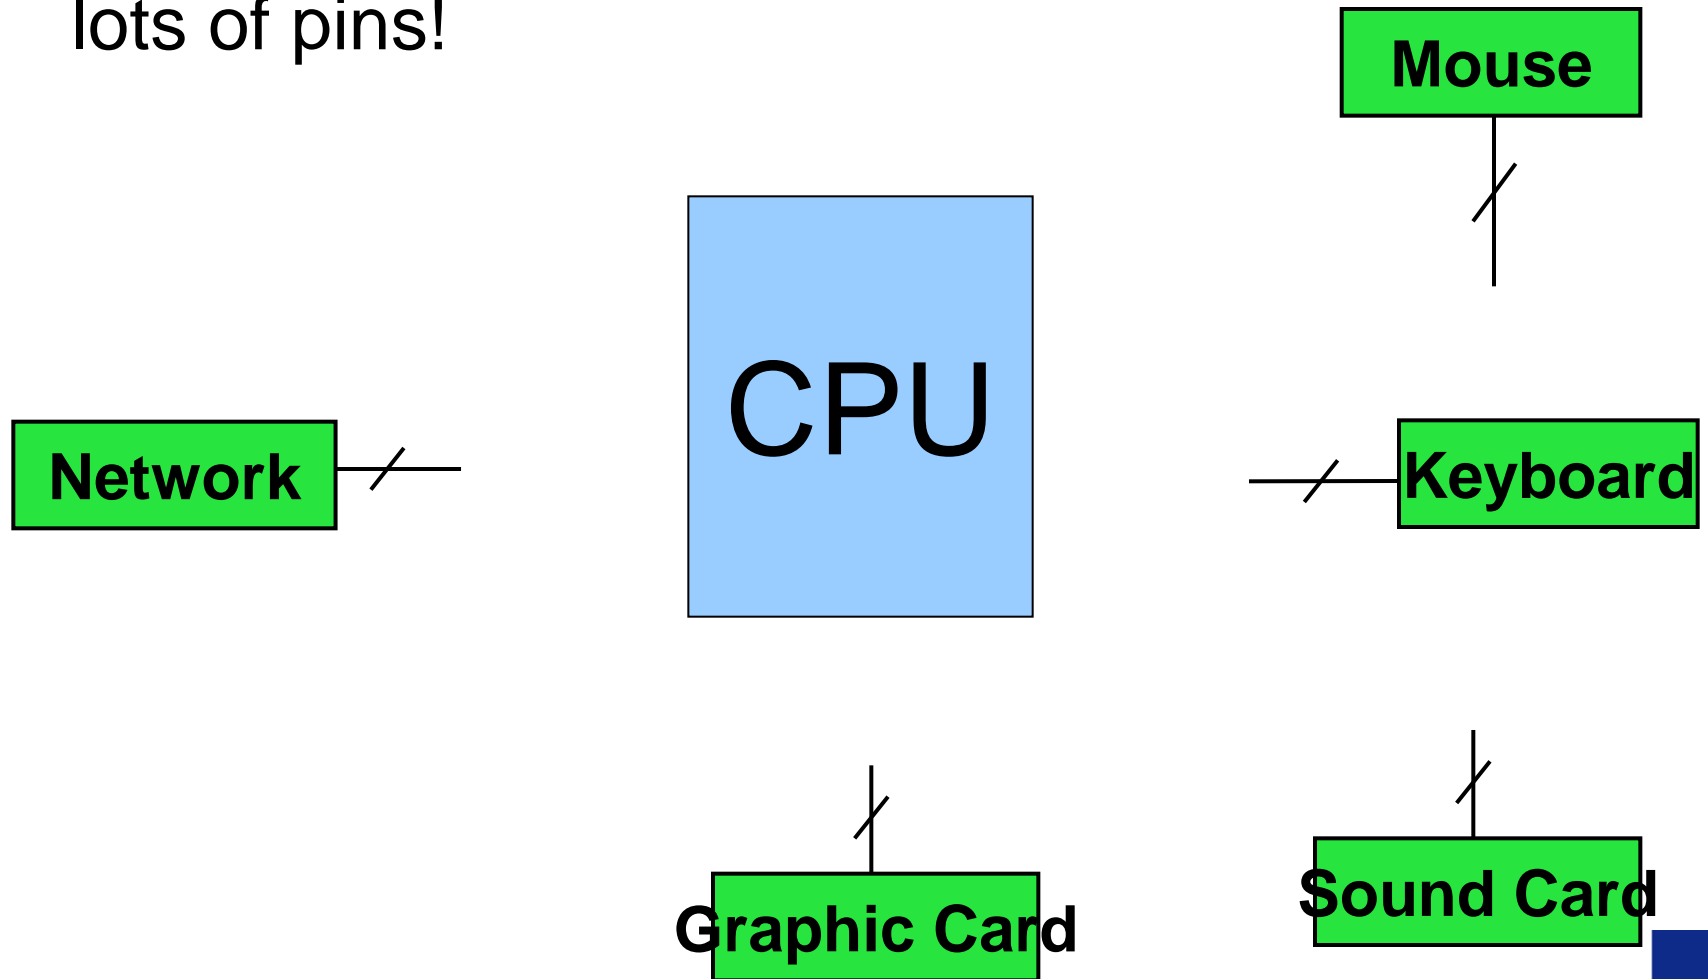 lots of pins!
Mouse
CPU
Network
Keyboard
Sound Card
Graphic Card